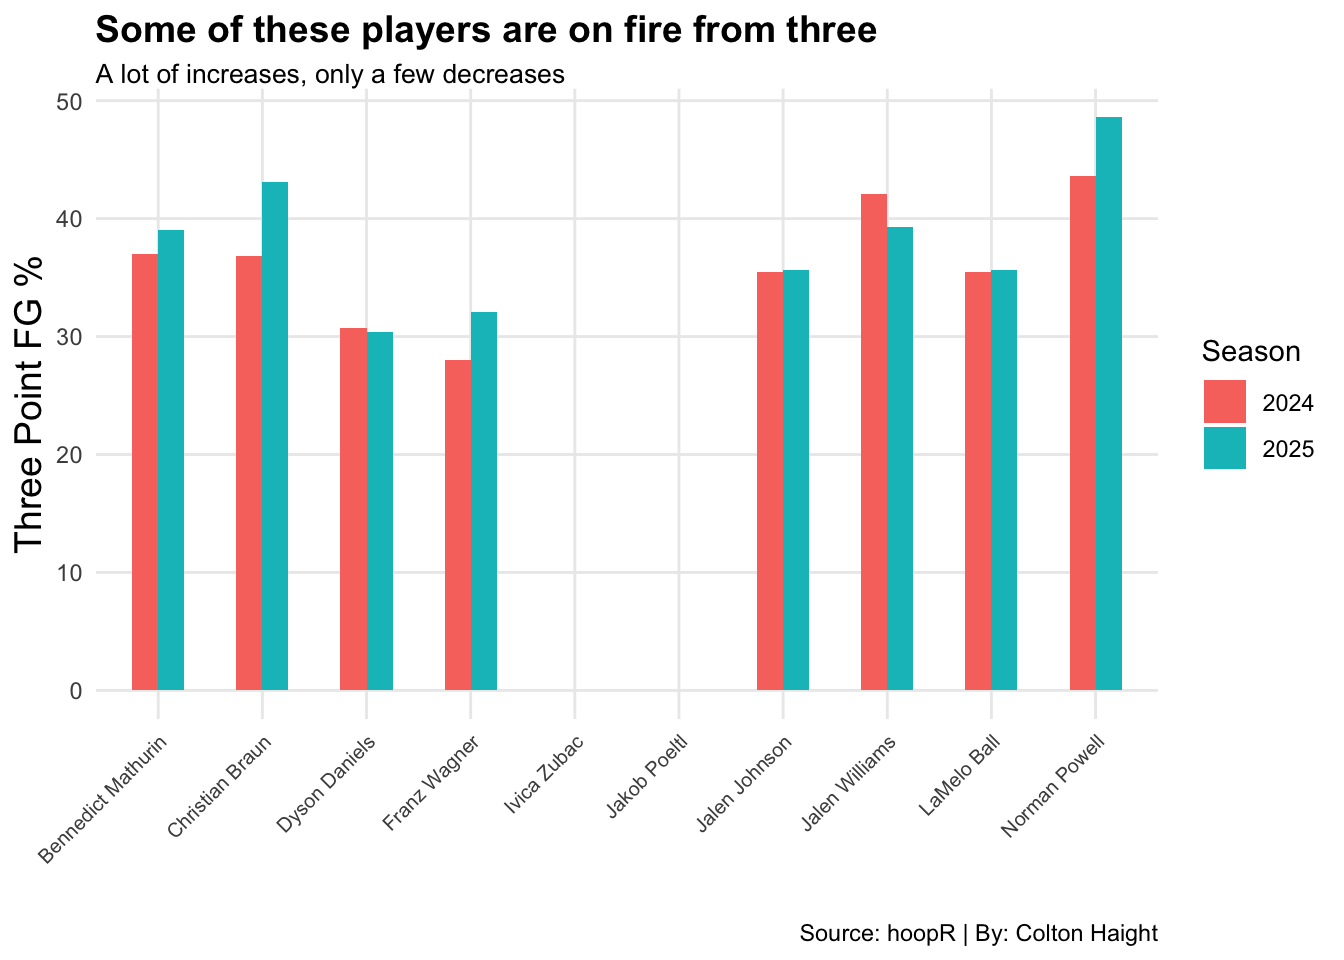 Some of these players are on fire from three
A lot of increases, only a few decreases
Three Point FG %
50
40
30
20
10
0
Bennedict Mathurin
Christian Braun
Dyson Daniels
Franz Wagner
Ivica Zubac
Jakob Poeltl
Jalen Johnson
Jalen Williams
LaMelo Ball
Norman Powell
Season
2024
2025
Source: hoopR | By: Colton Haight